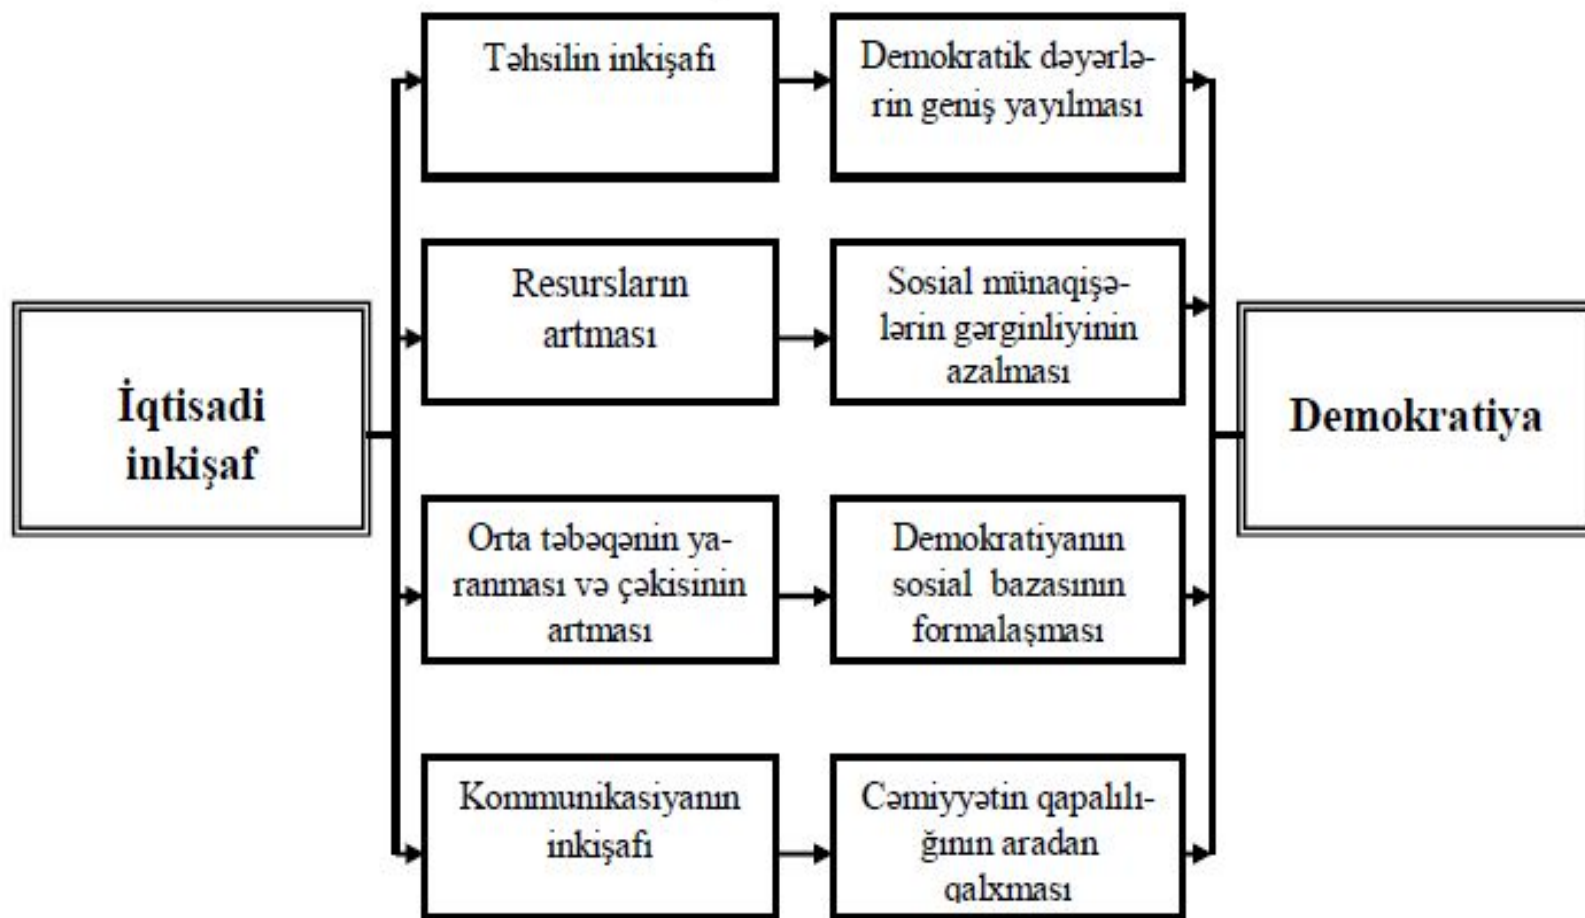 Təhsilin inkişafı
Demokratik dəyərlə-
rin geniş yayılması
Resursların
artması
Sosial münaqişə-
lərin gərginliyinin
azalması
İqtisadi
inkişaf
Demokratiya
Orta təbəqənin ya-
ranması və çəkisinin
artması
Demokratiyanın
sosial bazasının
formalaşması
Kommunikasiyanın
inkişafı
Cəmiyyətin qapalılı-
ğının aradan
qalxması